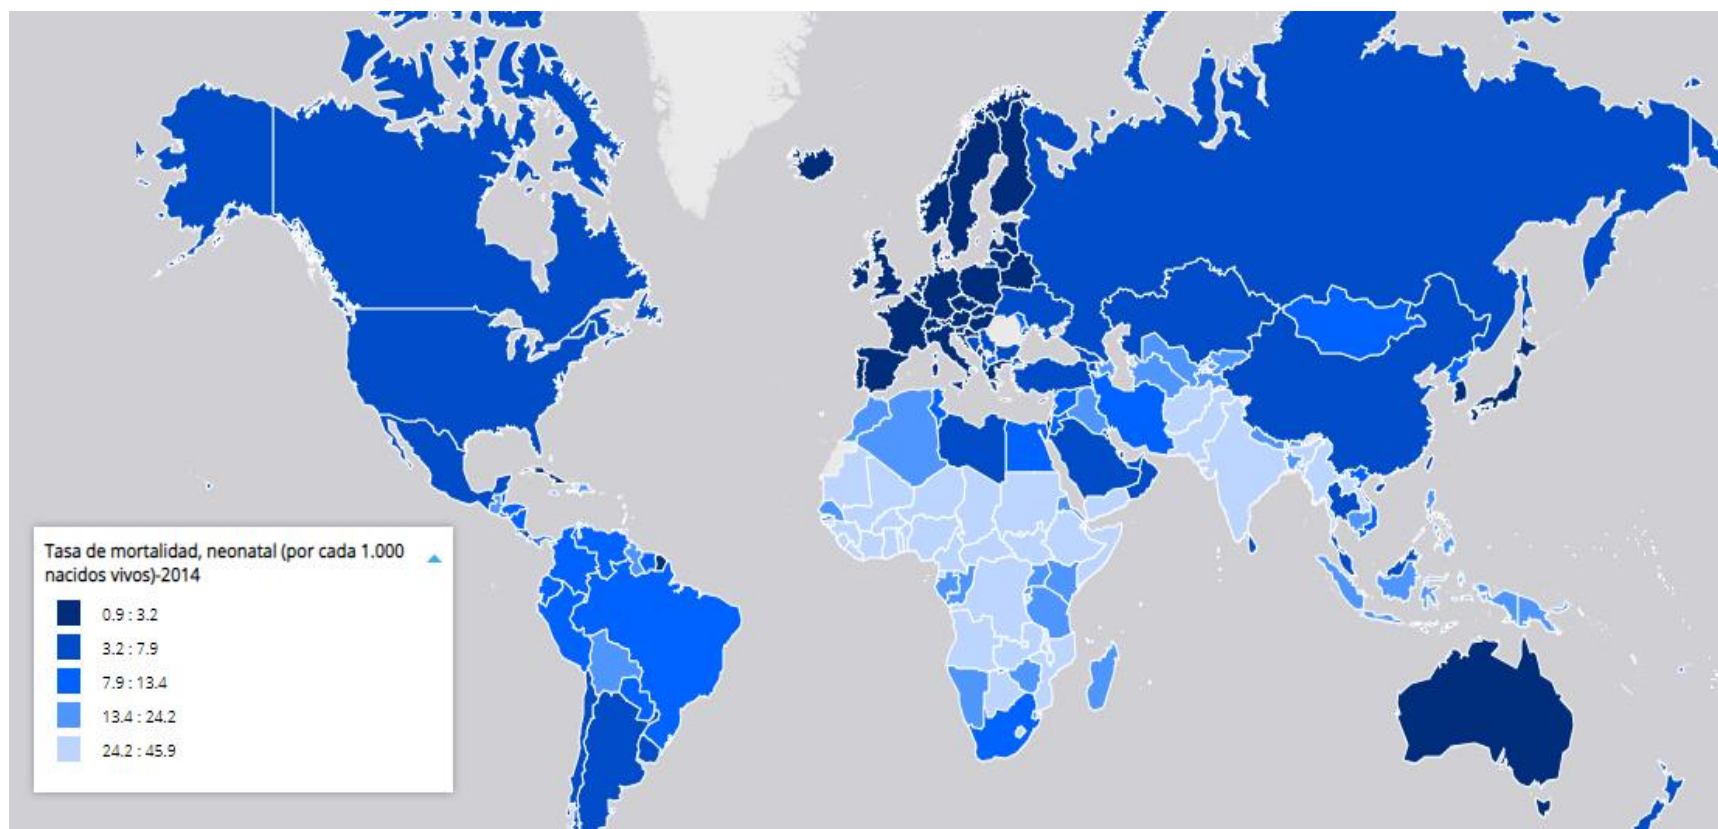 Tasa de mortalidad, neonatal (por cada 1.000
nacidos vivos)-2014
0.9 : 3.2
3.2 : 7.9
7.9 : 13.4
13.4 : 24.2
24.2 : 45.9